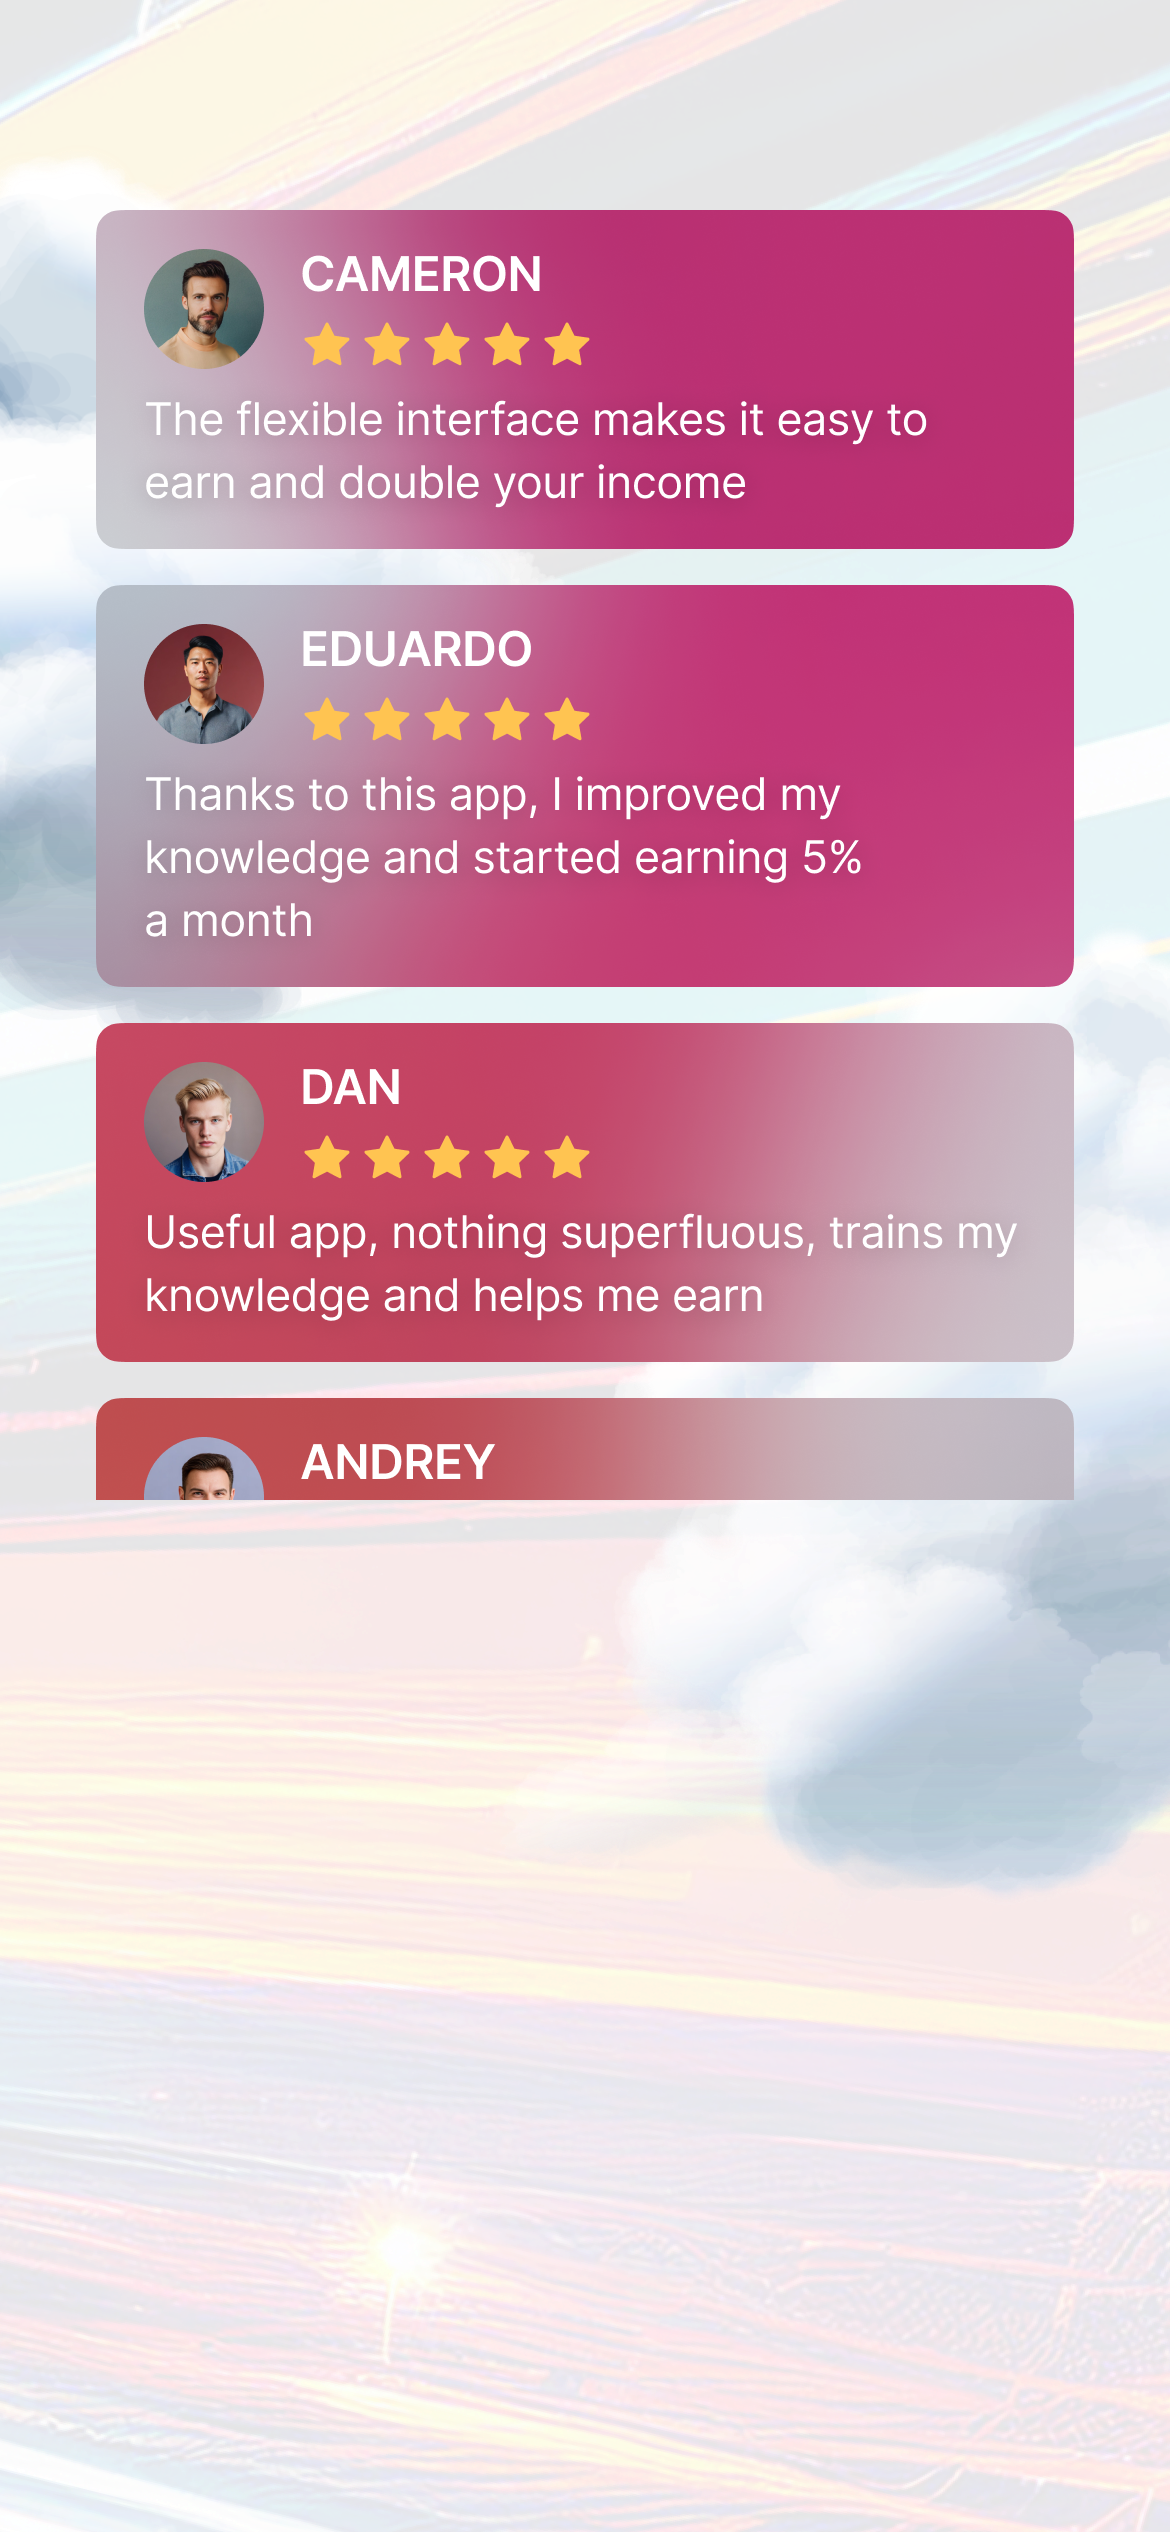 CAMERON
The flexible interface makes it easy to
earn and double your income
EDUARDO
Thanks to this app, I improved my
knowledge and started earning 5%
a month
DAN
Useful app, nothing superfluous, trains my
knowledge and helps me earn
ANDREY